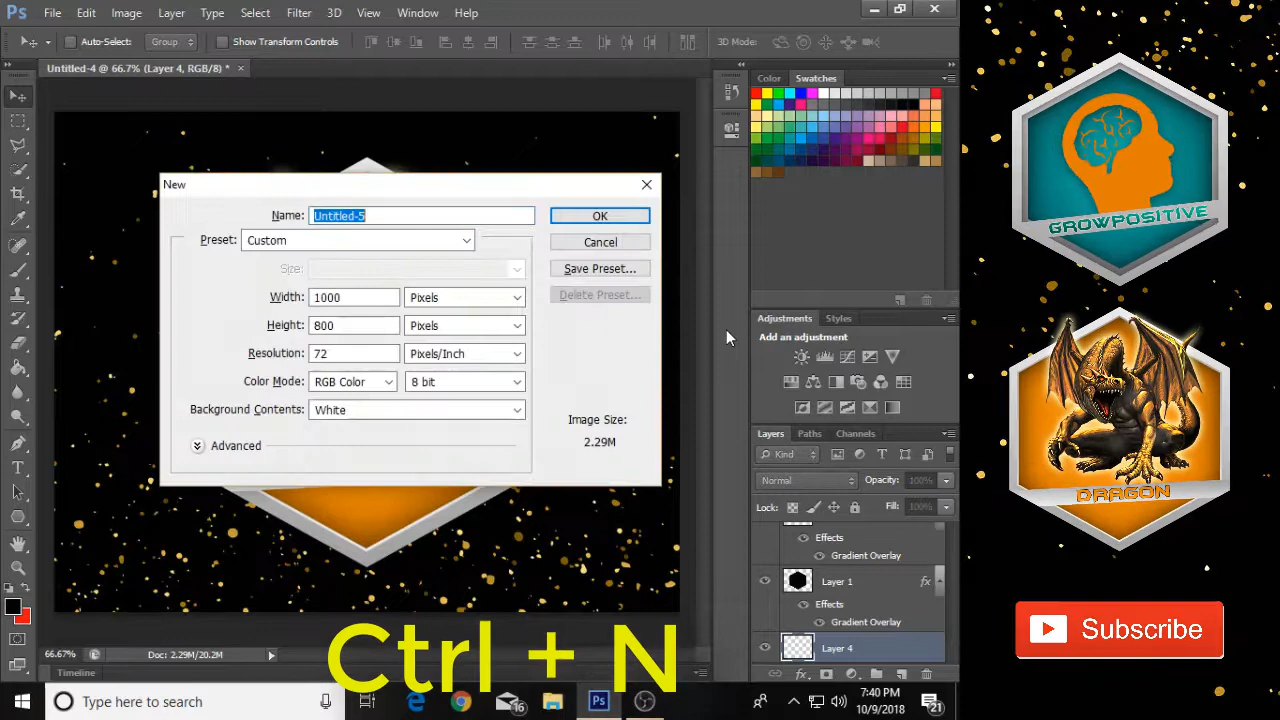 Ps File Edit Image Layer Type Select Filter 3D View Window Help
Auto-Select: Group Show Transform Controls 3D Mode:
Untitled-4 @ 66.7% (Layer 4, RGB/8) * ×
Color Swatches
New
Name: Untitled-5 OK
Preset: Custom Cancel
Size: Save Preset...
Width: 1000 Pixels Delete Preset...
Height: 800 Pixels
Resolution: 72 Pixels/Inch
Color Mode: RGB Color 8 bit
Background Contents: White
Image Size:
2.29M
Advanced
Adjustments Styles
Add an adjustment
Layers Paths Channels
Kind
Normal Opacity: 100%
Lock: Fill: 100%
Effects
Gradient Overlay
Layer 1 fx
Effects
Gradient Overlay
Layer 4
66.67% Doc: 2.29M/20.2M
Timeline
Ctrl + N
GROWPOSITIVE
DRAGON
Subscribe
Type here to search
16
Ps
7:40 PM
10/9/2018
21